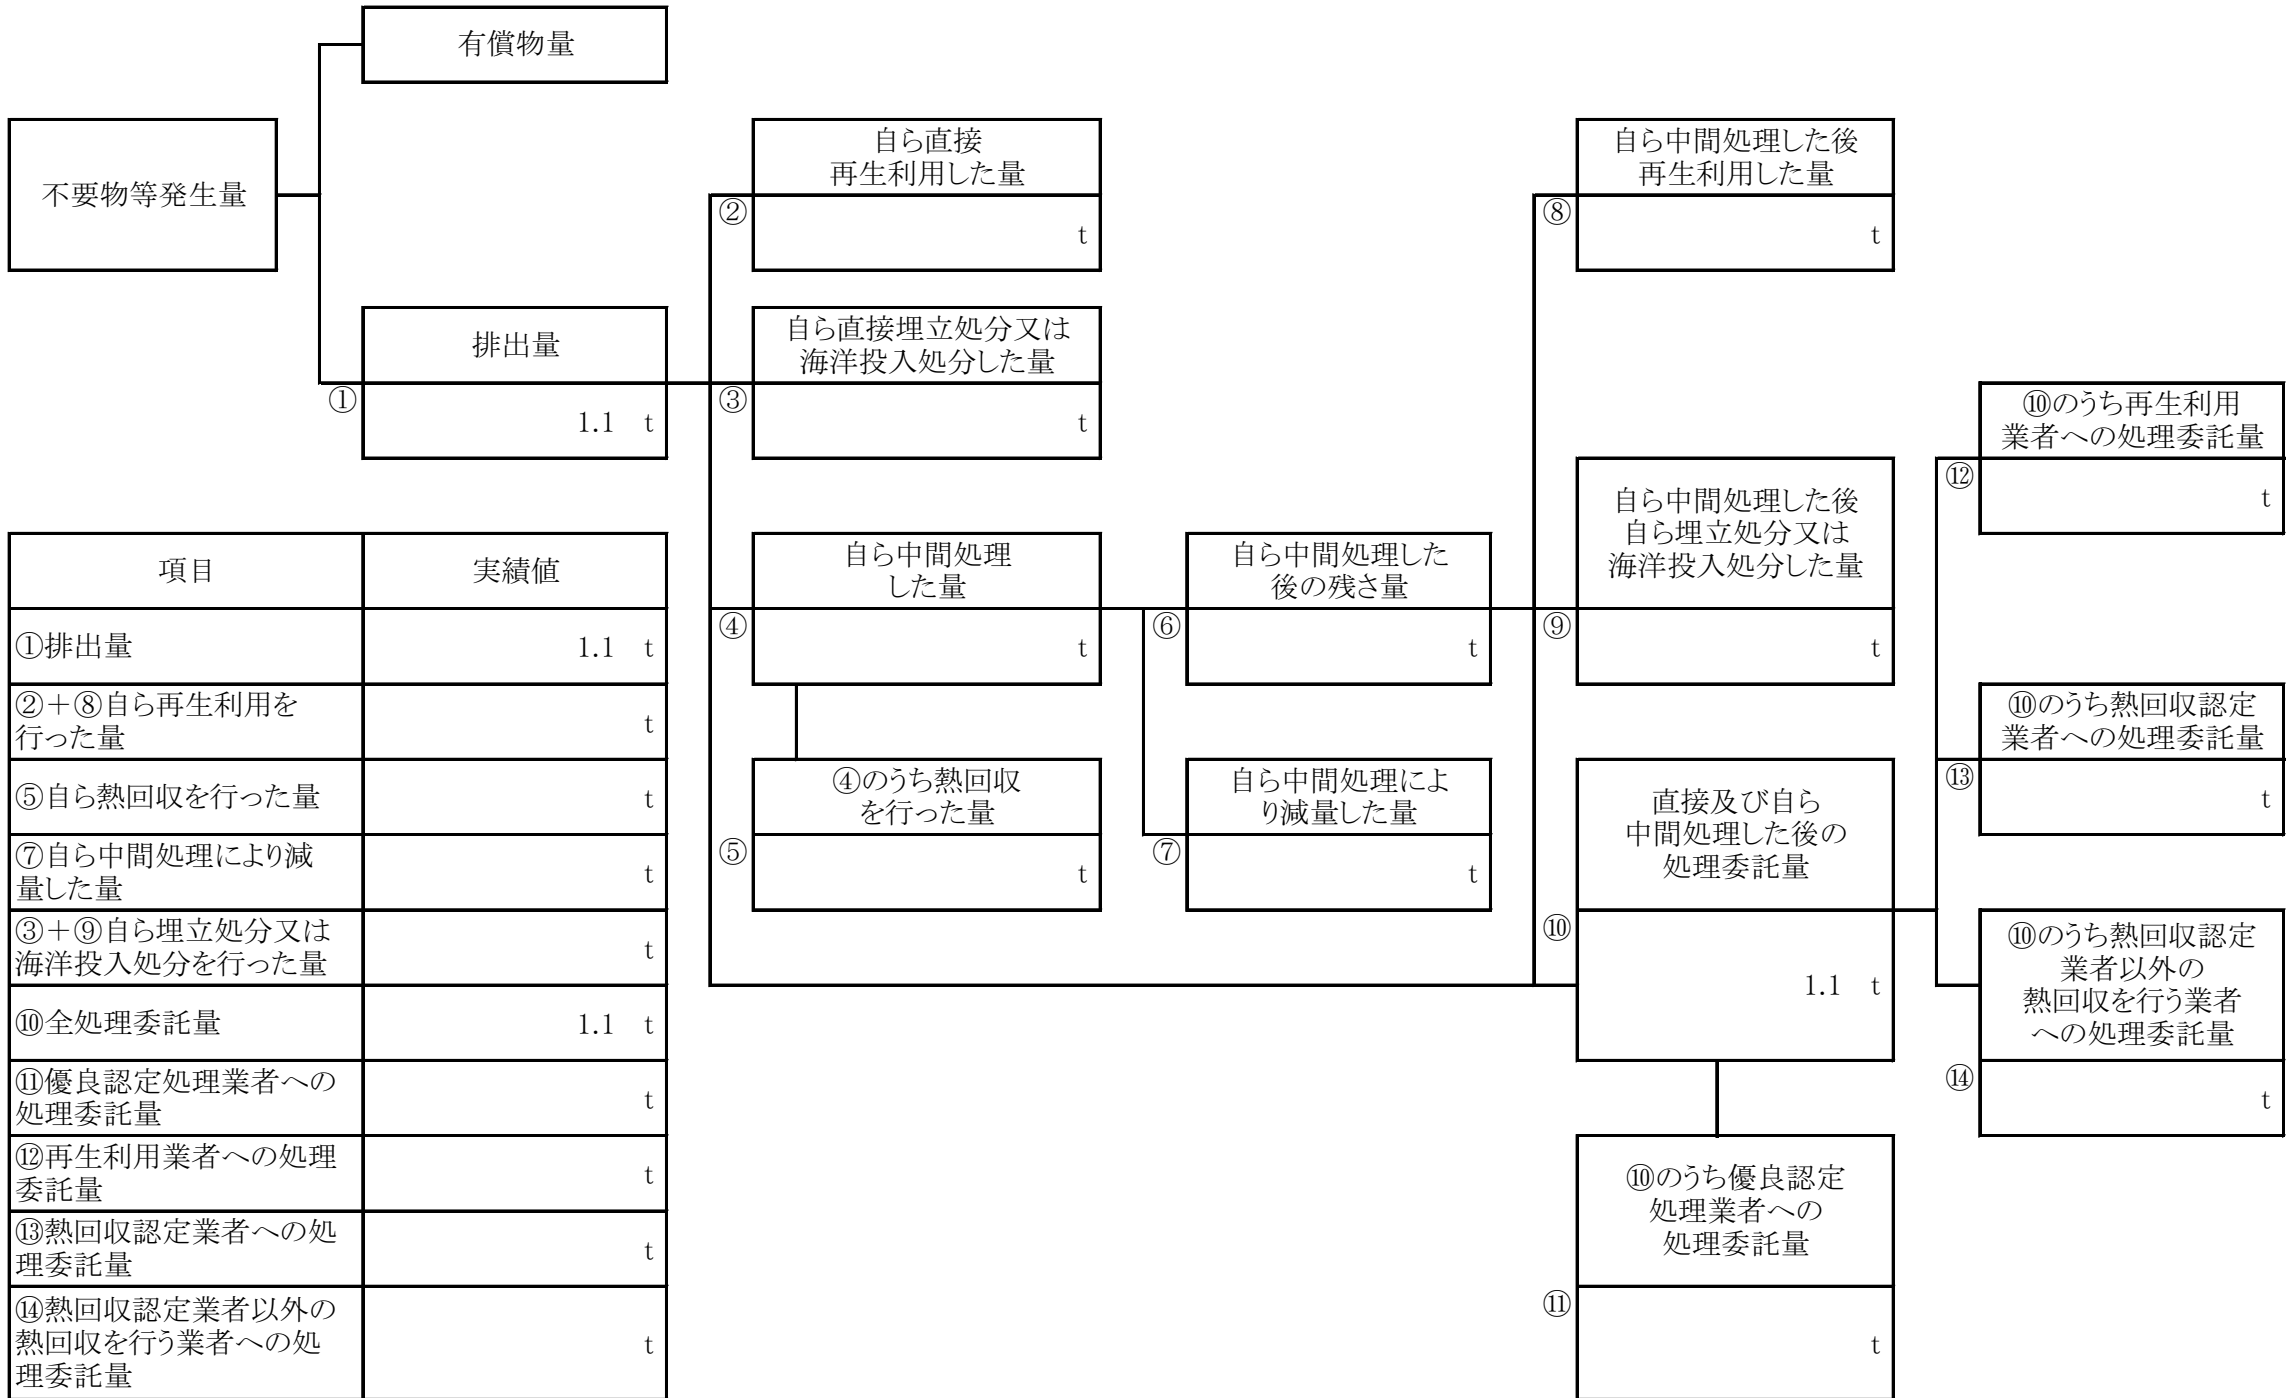 有償物量
不要物等発生量
排出量
①
1.1 t
自ら直接
再生利用した量
②
t
自ら直接埋立処分又は
海洋投入処分した量
③
t
自ら中間処理
した量
④
t
④のうち熱回収
を行った量
⑤
t
自ら中間処理した
後の残さ量
⑥
t
自ら中間処理によ
り減量した量
⑦
t
自ら中間処理した後
再生利用した量
⑧
t
自ら中間処理した後
自ら埋立処分又は
海洋投入処分した量
⑨
t
直接及び自ら
中間処理した後の
処理委託量
⑩
1.1 t
⑩のうち優良認定
処理業者への
処理委託量
⑪
t
⑩のうち再生利用
業者への処理委託量
⑫
t
⑩のうち熱回収認定
業者への処理委託量
⑬
t
⑩のうち熱回収認定
業者以外の
熱回収を行う業者
への処理委託量
⑭
t
項目 実績値
①排出量 1.1 t
②＋⑧自ら再生利用を
行った量
t
⑤自ら熱回収を行った量 t
⑦自ら中間処理により減
量した量
t
③＋⑨自ら埋立処分又は
海洋投入処分を行った量
t
⑩全処理委託量 1.1 t
⑪優良認定処理業者への
処理委託量
t
⑫再生利用業者への処理
委託量
t
⑬熱回収認定業者への処
理委託量
t
⑭熱回収認定業者以外の
熱回収を行う業者への処
理委託量
t